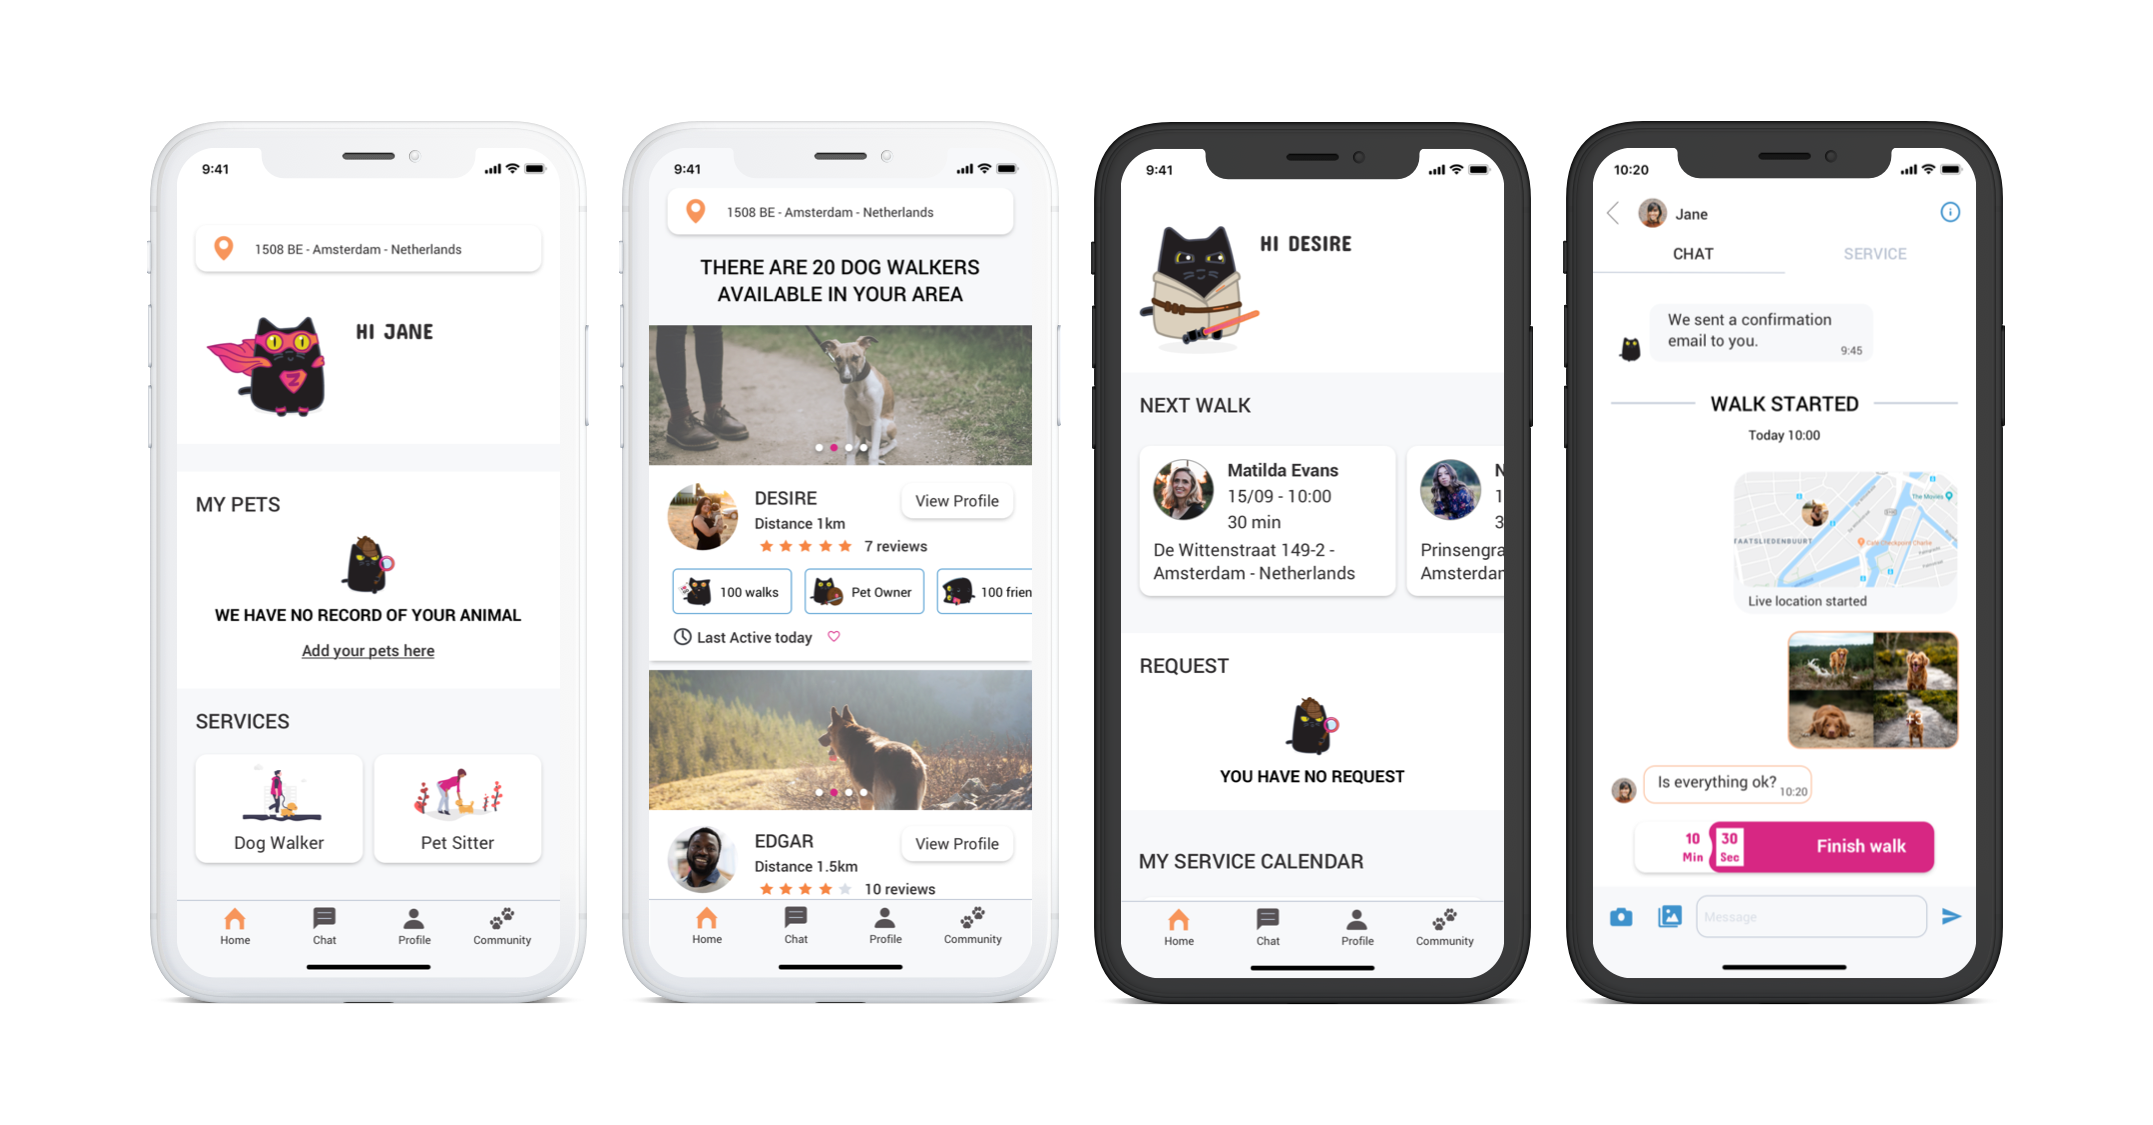 9:41
1508 BE - Amsterdam - Netherlands
HI JANE
MY PETS
WE HAVE NO RECORD OF YOUR ANIMAL
Add your pets here
SERVICES
Dog Walker
Pet Sitter
Home
Chat
Profile
Community
9:41
1508 BE - Amsterdam - Netherlands
THERE ARE 20 DOG WALKERS
AVAILABLE IN YOUR AREA
DESIRE
View Profile
Distance 1km
7 reviews
100 walks
Pet Owner
100 frien
Last Active today
EDGAR
View Profile
Distance 1.5km
10 reviews
Home
Chat
Profile
Community
9:41
HI DESIRE
NEXT WALK
Matilda Evans
15/09 - 10:00
30 min
De Wittenstraat 149-2 -
Amsterdam - Netherlands
N
1
3
Prinsengra
Amsterdar
REQUEST
YOU HAVE NO REQUEST
MY SERVICE CALENDAR
Home
Chat
Profile
Community
10:20
Jane
CHAT
SERVICE
We sent a confirmation
email to you.
9:45
WALK STARTED
Today 10:00
The Movies
TAATSLIEDENBUURT
Live location started
Is everything ok?
10:20
10 30
Min Sec
Finish walk
Message